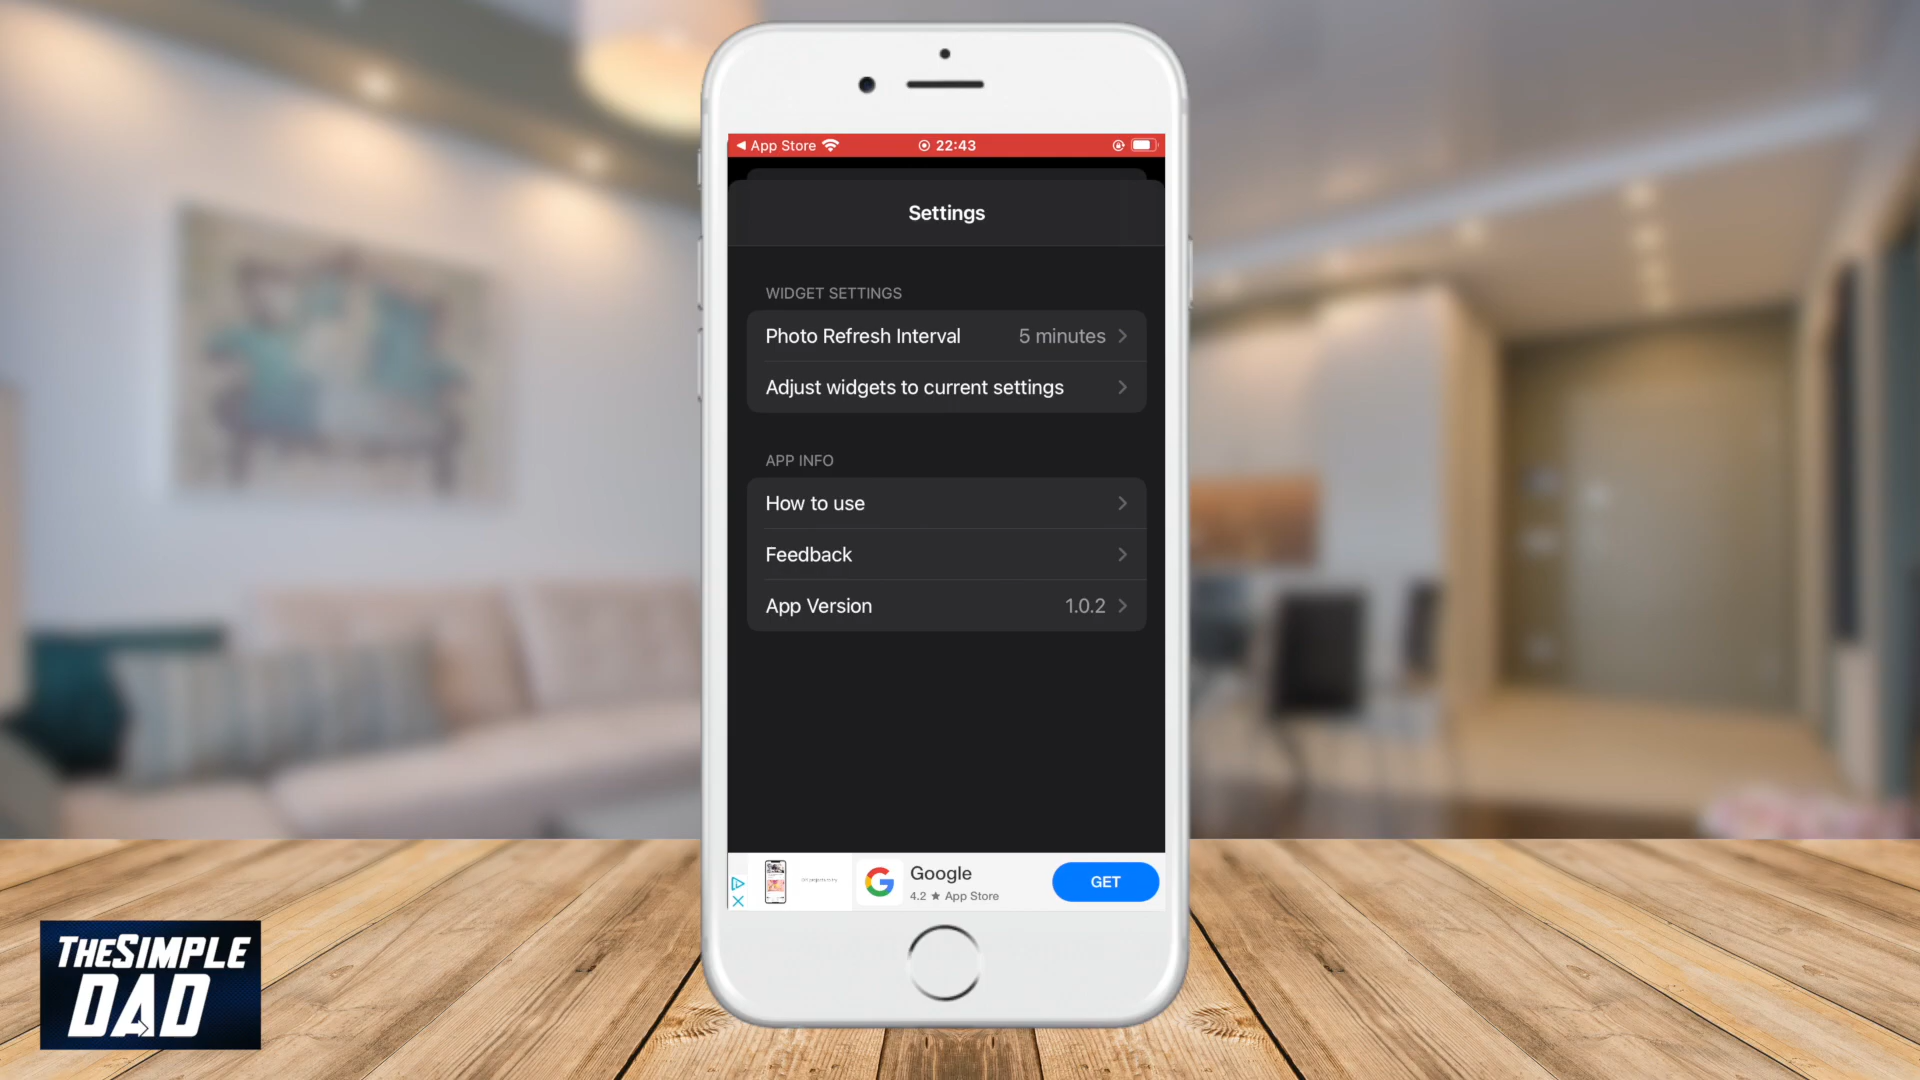 App Store
22:43
Settings
WIDGET SETTINGS
Photo Refresh Interval 5 minutes
Adjust widgets to current settings
APP INFO
How to use
Feedback
App Version 1.0.2
Google
4.2 ★ App Store
GET
THESIMPLE
DAD